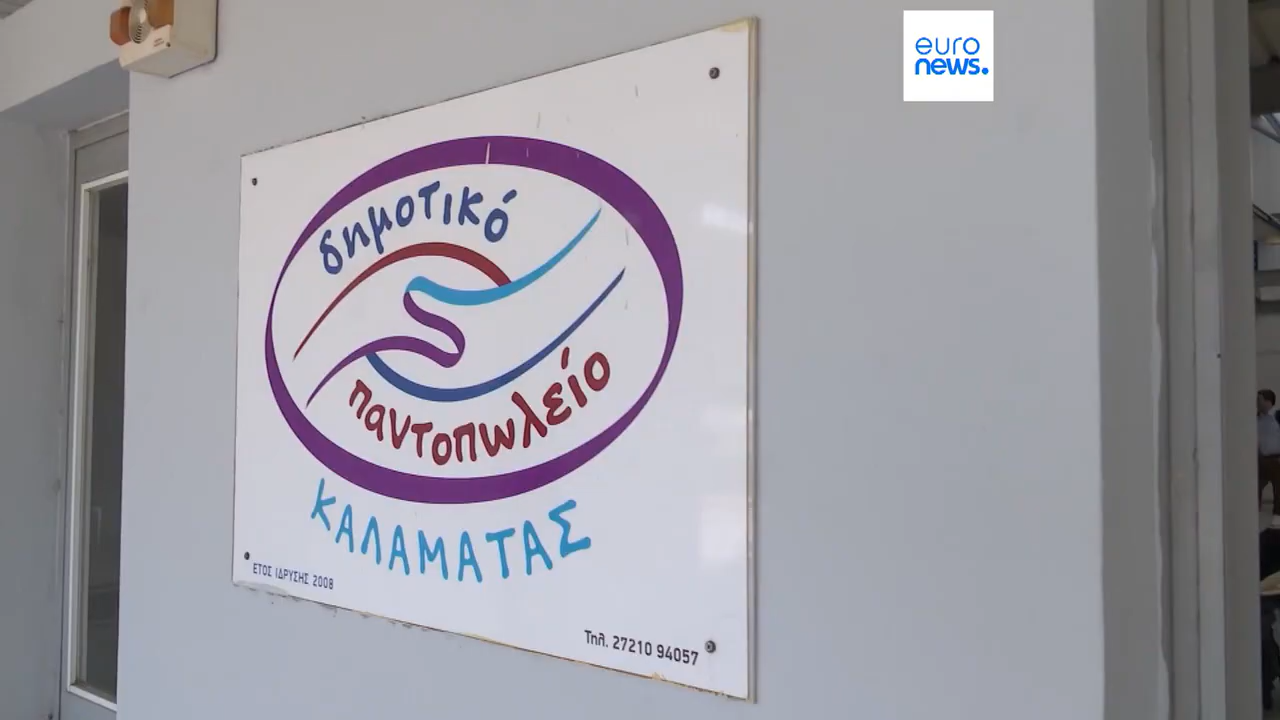 euro
news.
δημοτικό
παντοπωλείο
ΚΑΛΑΜΑΤΑΣ
ΕΤΟΣ ΙΔΡΥΣΗΣ 2008
Τηλ. 27210 94057